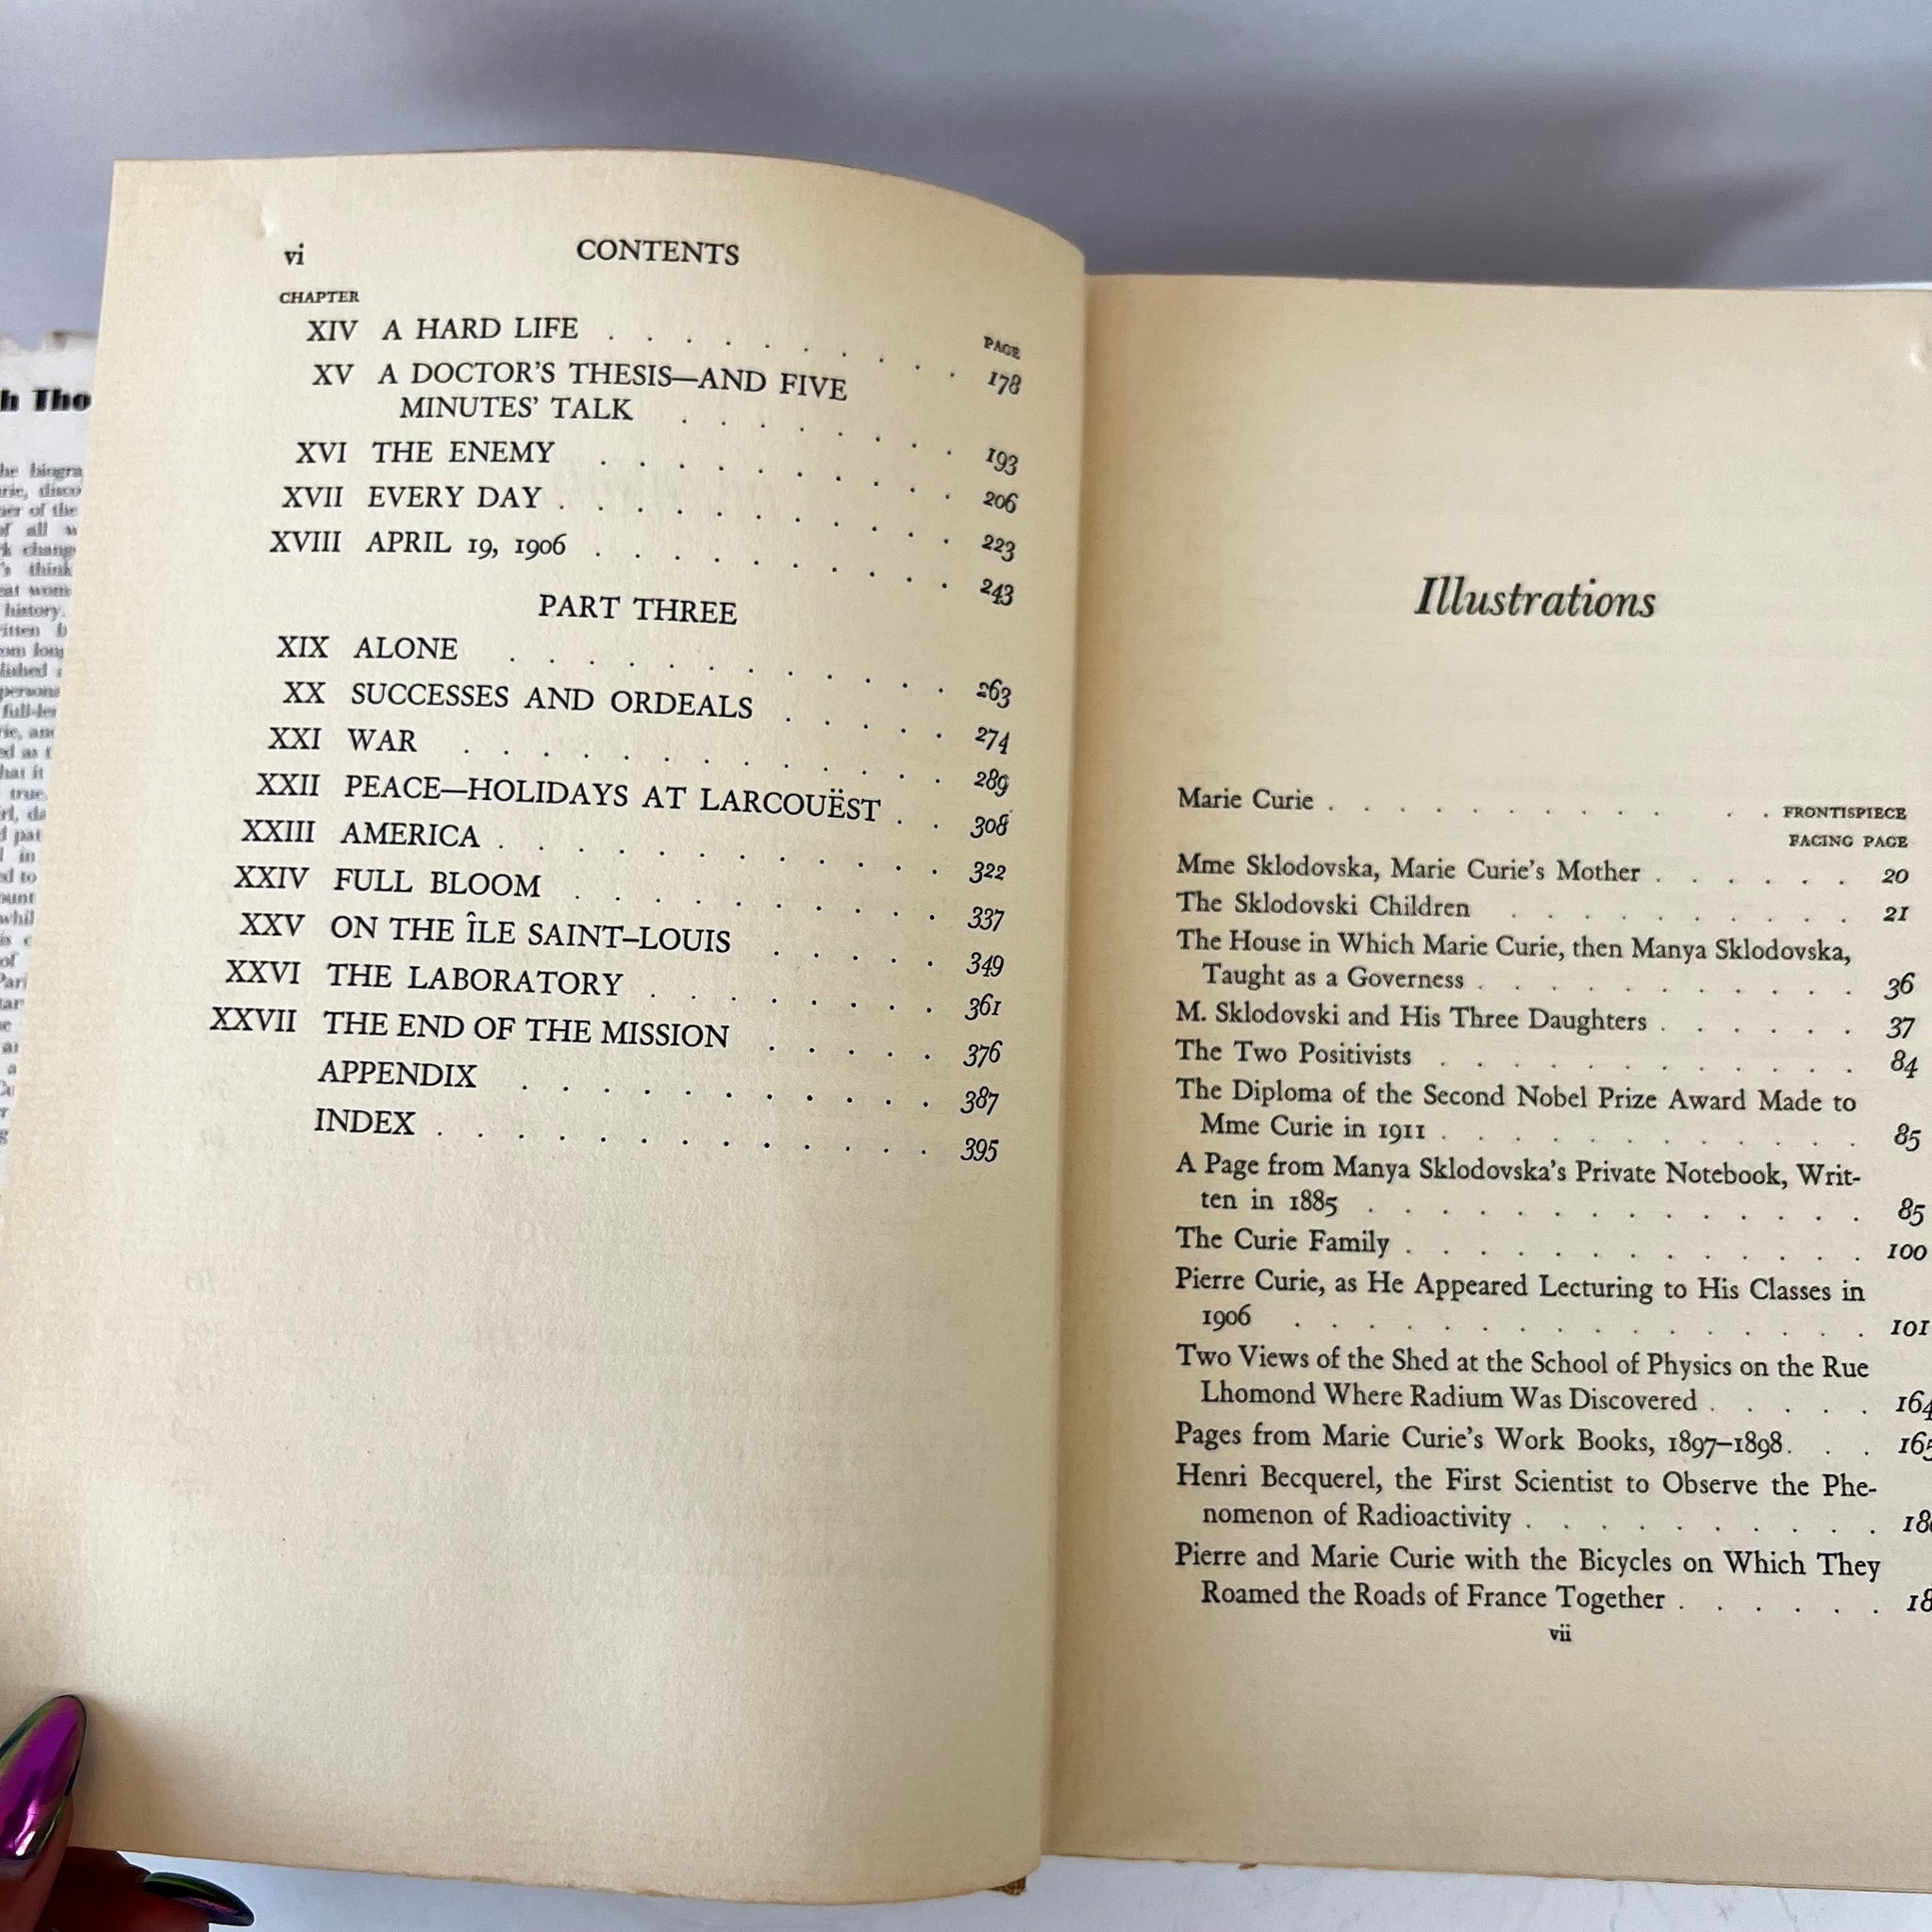 h Tho
vi CONTENTS
CHAPTER PAGE
XIV A HARD LIFE . . . . . . . . . . 178
XV A DOCTOR'S THESIS—AND FIVE
MINUTES' TALK . . . . . . . 193
XVI THE ENEMY . . . . . . . . . 206
XVII EVERY DAY . . . . . . . . . . 223
XVIII APRIL 19, 1906 . . . . . . . . . 243
PART THREE
XIX ALONE . . . . . . . . . 263
XX SUCCESSES AND ORDEALS . . . . . 274
XXI WAR . . . . . . . . . . 289
XXII PEACE—HOLIDAYS AT LARCOUËST . . 308
XXIII AMERICA . . . . . . . . . . . 322
XXIV FULL BLOOM . . . . . . . . . 337
XXV ON THE ÎLE SAINT–LOUIS . . . . . 349
XXVI THE LABORATORY . . . . . . . 361
XXVII THE END OF THE MISSION . . . . . 376
APPENDIX . . . . . . . . . . . 387
INDEX . . . . . . . . . . . . . 395
Illustrations
Marie Curie . . . . . . . . . . . FRONTISPIECE
FACING PAGE
Mme Sklodovska, Marie Curie's Mother . . . . . . 20
The Sklodovski Children . . . . . . . . . 21
The House in Which Marie Curie, then Manya Sklodovska,
Taught as a Governess . . . . . . . . . . . 36
M. Sklodovski and His Three Daughters . . . . . . 37
The Two Positivists . . . . . . . . . . . 84
The Diploma of the Second Nobel Prize Award Made to
Mme Curie in 1911 . . . . . . . . . . . . 85
A Page from Manya Sklodovska's Private Notebook, Writ-
ten in 1885 . . . . . . . . . . . . . . 85
The Curie Family . . . . . . . . . . . . . 100
Pierre Curie, as He Appeared Lecturing to His Classes in
1906 . . . . . . . . . . . . . . . . 101
Two Views of the Shed at the School of Physics on the Rue
Lhomond Where Radium Was Discovered . . . . . 164
Pages from Marie Curie's Work Books, 1897–1898 . . . 165
Henri Becquerel, the First Scientist to Observe the Phe-
nomenon of Radioactivity . . . . . . . . . .
Pierre and Marie Curie with the Bicycles on Which They
Roamed the Roads of France Together . . . . . .
vii